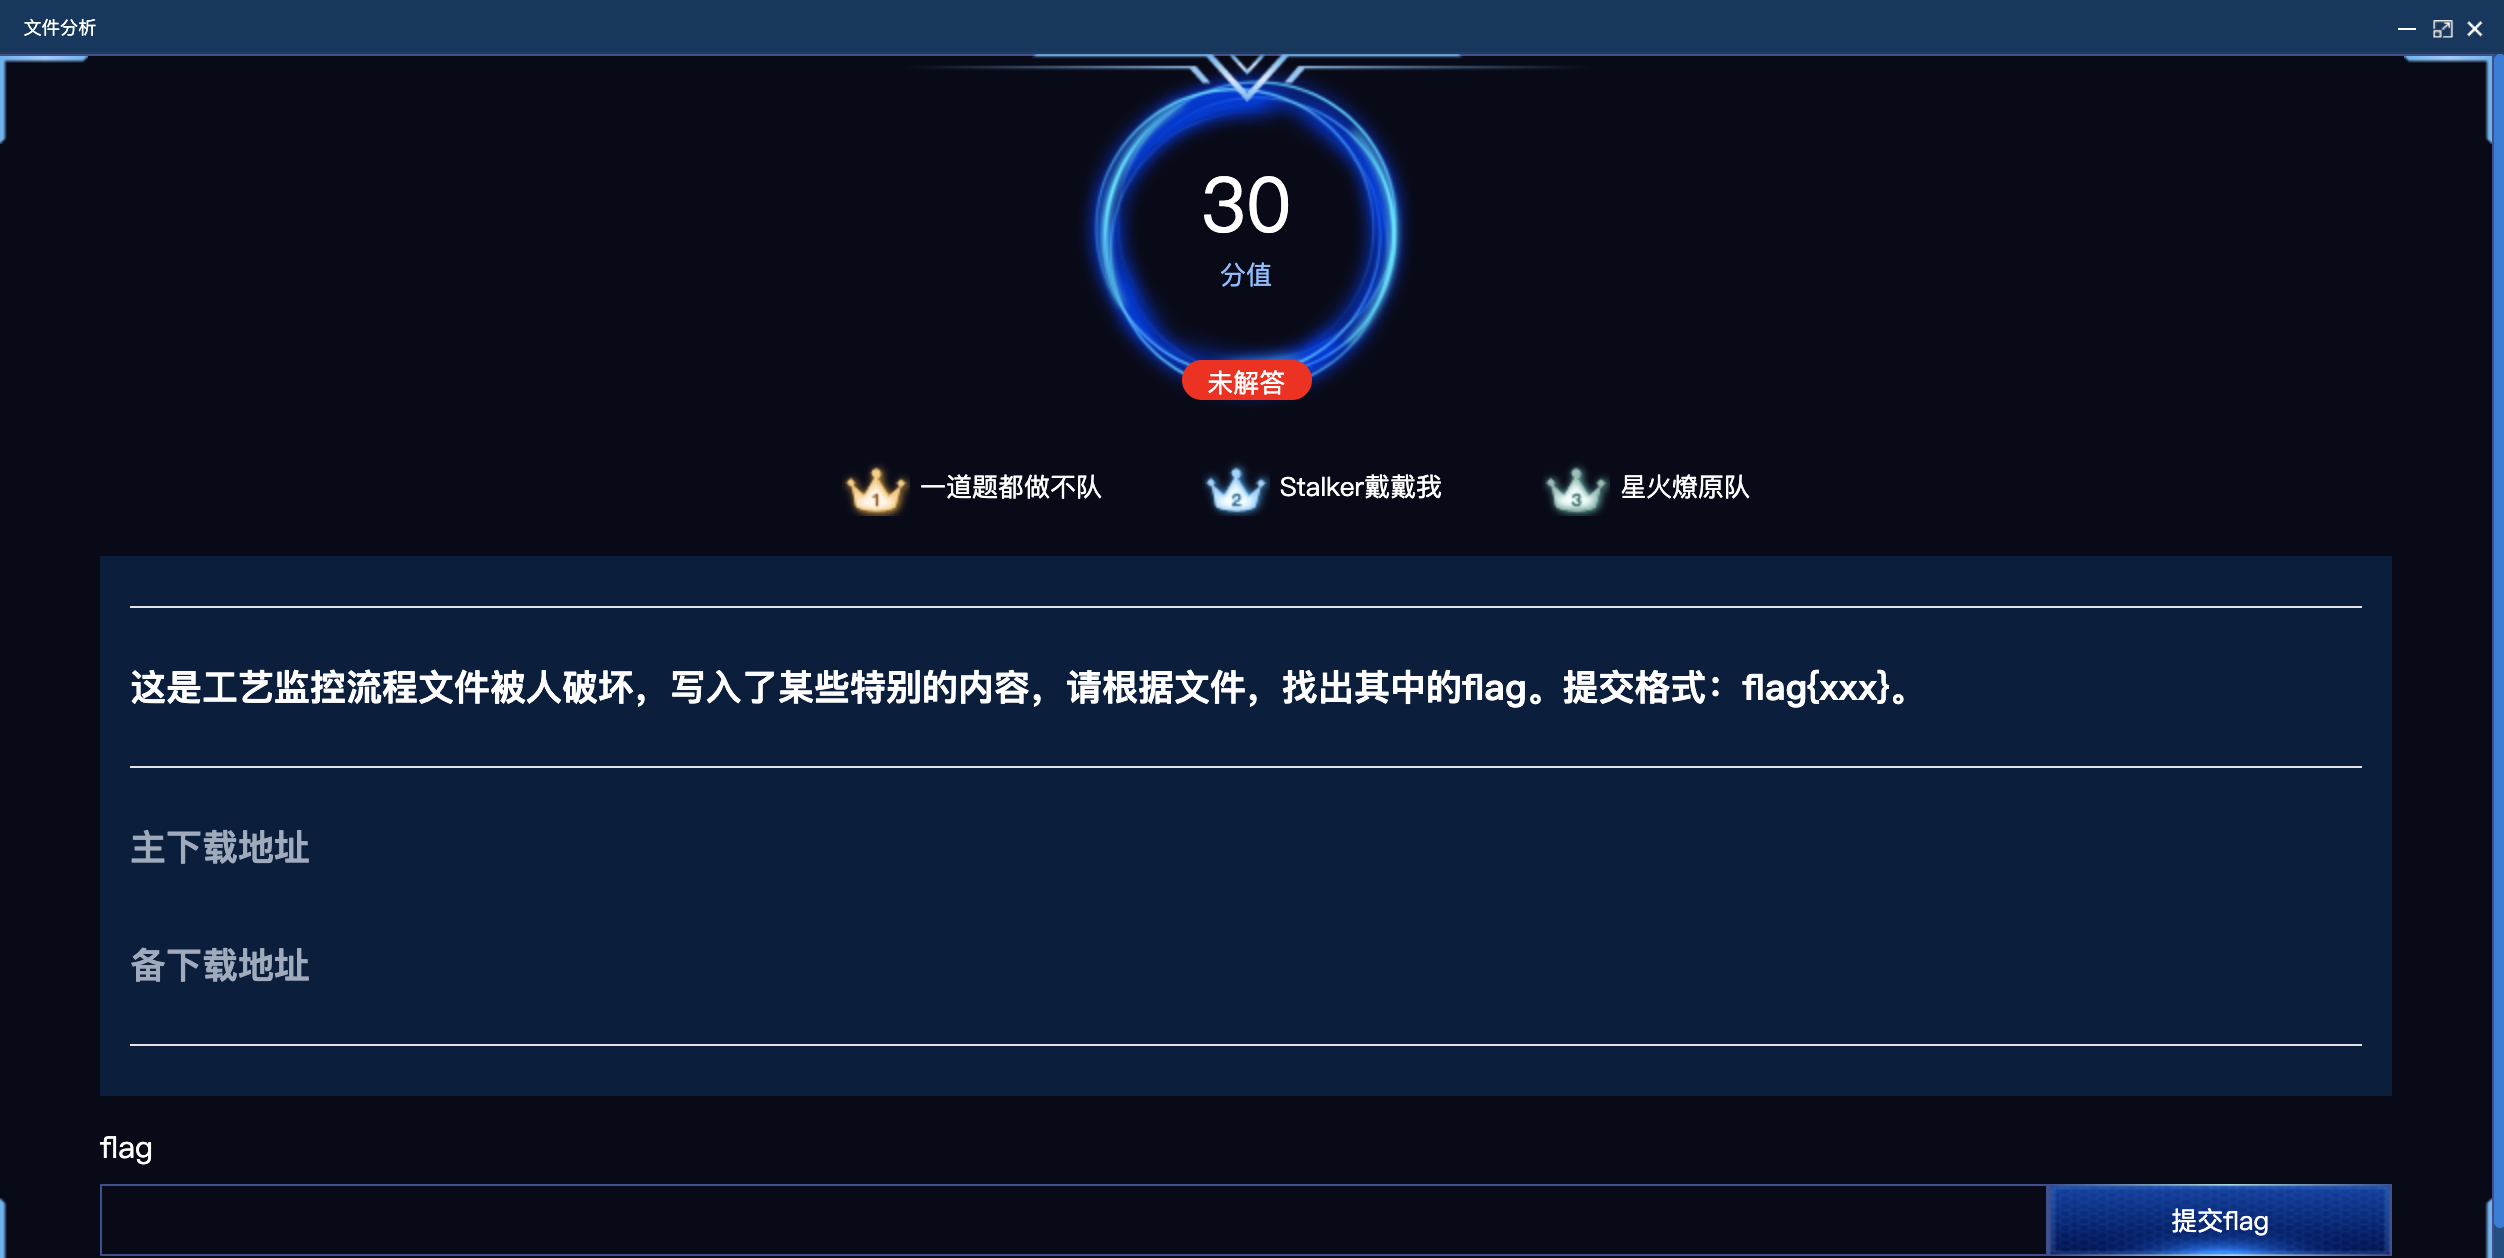 文件分析
30
分值
未解答
1 一道题都做不队 2 Stalker戴戴我 3 星火燎原队
这是工艺监控流程文件被人破坏，写入了某些特别的内容，请根据文件，找出其中的flag。提交格式：flag{xxx}。
主下载地址
备下载地址
flag
提交flag